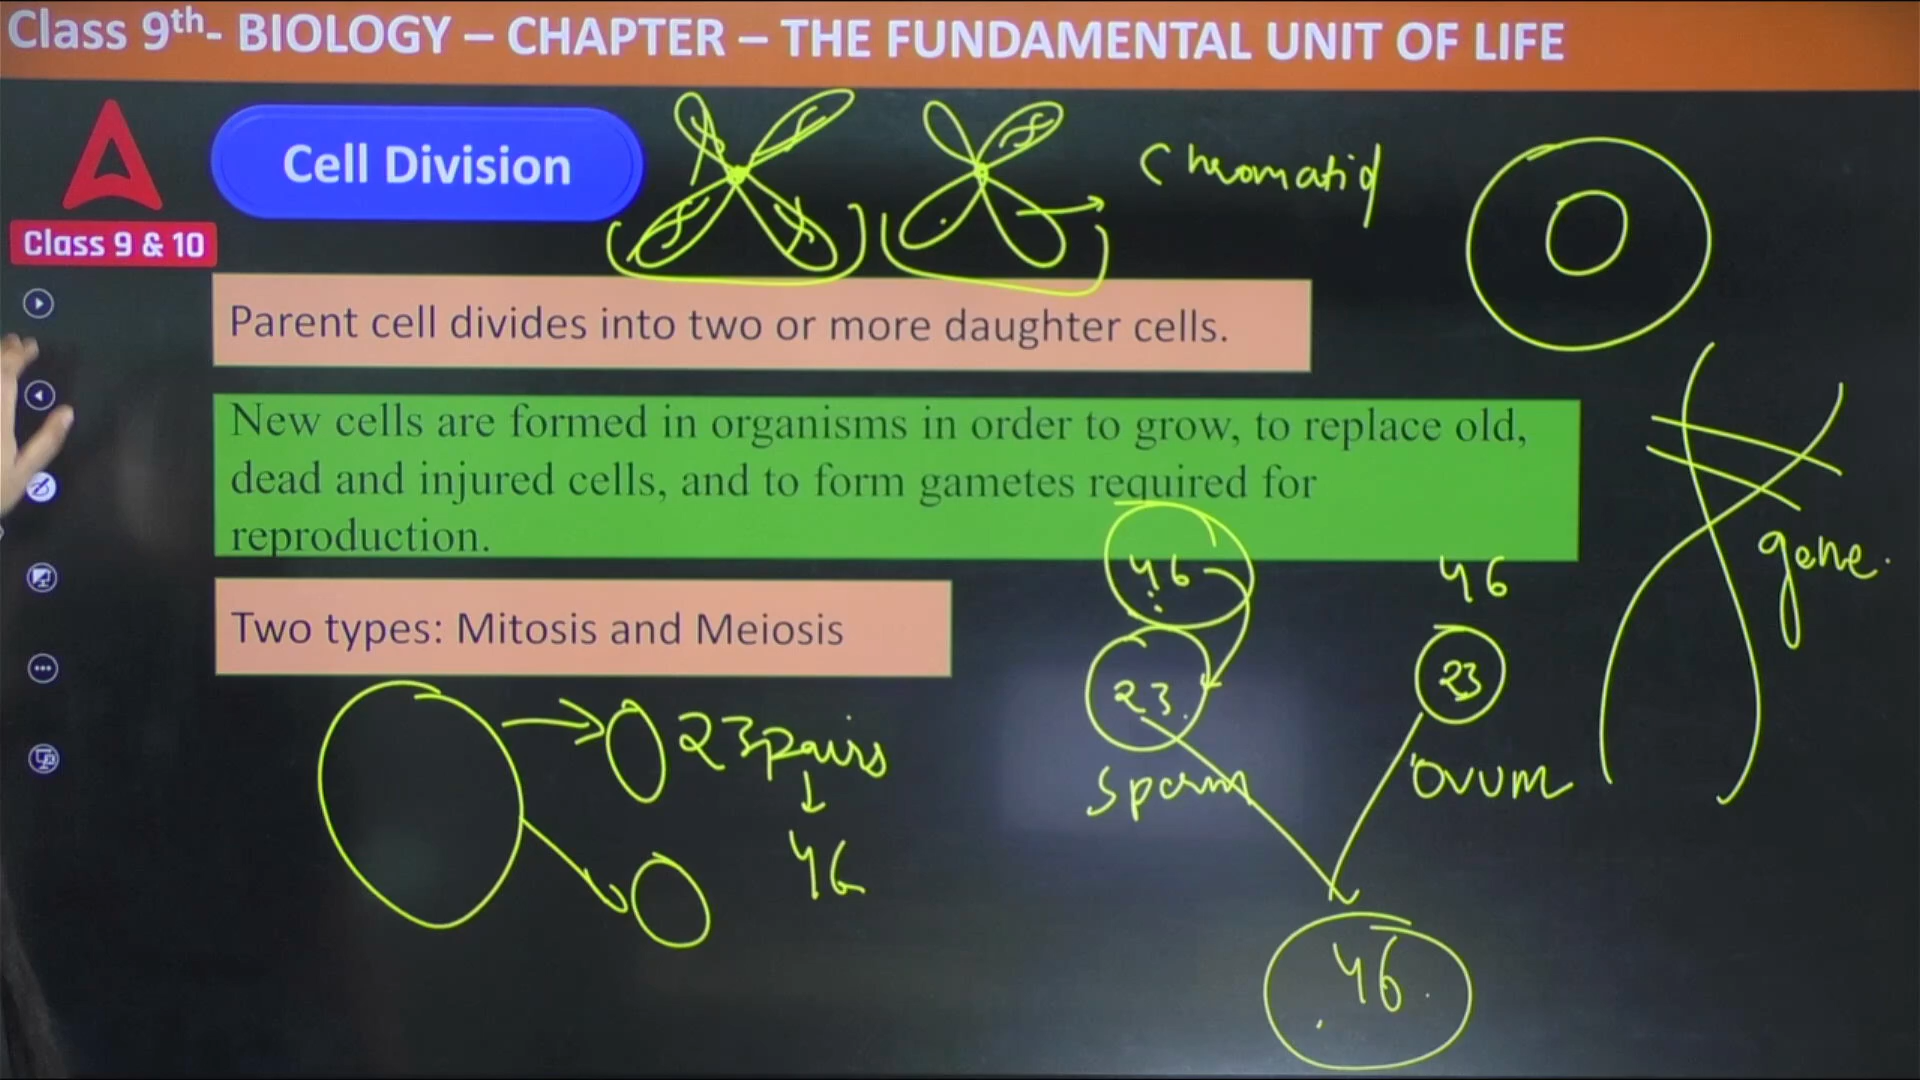 Class 9th- BIOLOGY – CHAPTER – THE FUNDAMENTAL UNIT OF LIFE
Cell Division
Chromatid
Class 9 & 10
Parent cell divides into two or more daughter cells.
New cells are formed in organisms in order to grow, to replace old,
dead and injured cells, and to form gametes required for
reproduction.
gene.
46
46
Two types: Mitosis and Meiosis
23
23
23 pairs
46
sperm
ovum
46